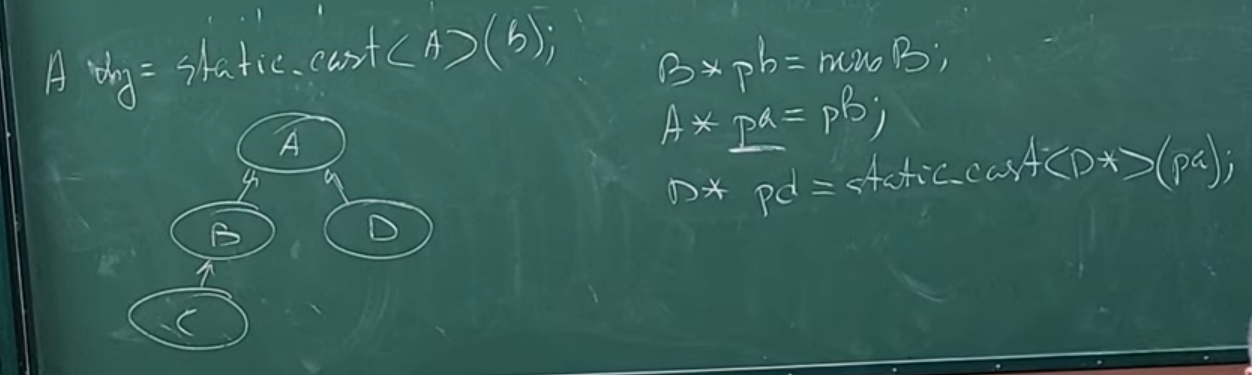 A obj = static_cast<A>(b);
A
B
D
C
B* pb = new B;
A* pa = pb;
D* pd = static_cast<D*>(pa);